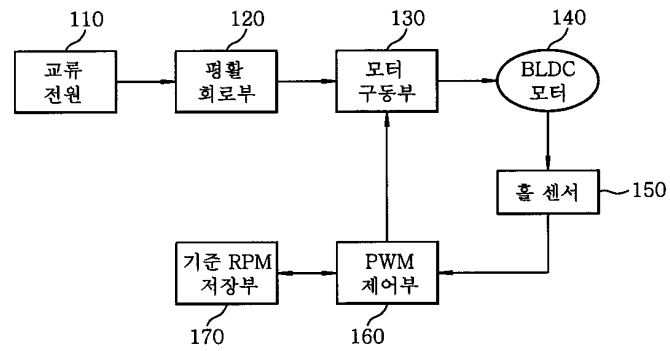 110
120
130
140
교류
전원
평활
회로부
모터
구동부
BLDC
모터
홀 센서
150
기준 RPM
저장부
PWM
제어부
170
160